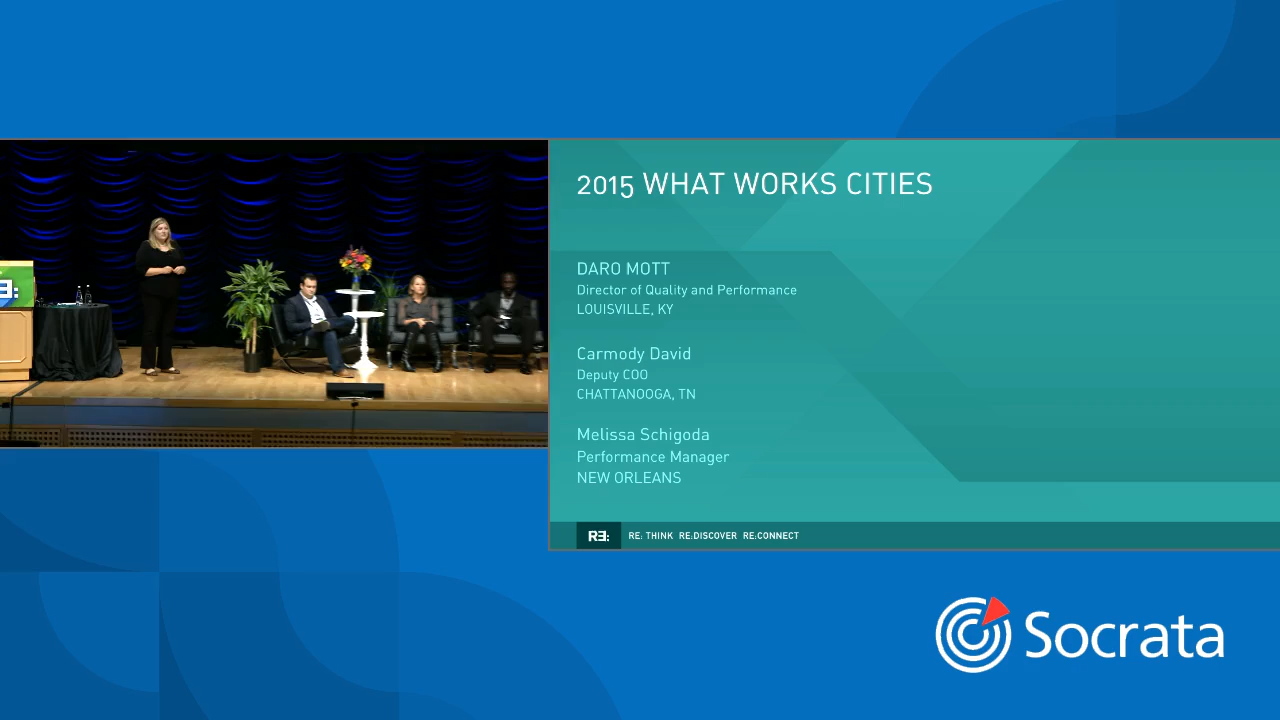 2015 WHAT WORKS CITIES
DARO MOTT
Director of Quality and Performance
LOUISVILLE, KY
Carmody David
Deputy COO
CHATTANOOGA, TN
Melissa Schigoda
Performance Manager
NEW ORLEANS
RE: RE: THINK RE:DISCOVER RE:CONNECT
Socrata